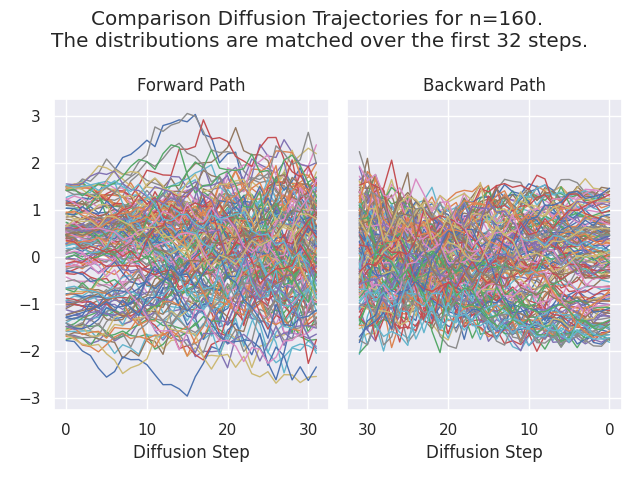 Comparison Diffusion Trajectories for n=160.
The distributions are matched over the first 32 steps.
Forward Path
Backward Path
3
2
1
0
−1
−2
−3
0
10
20
30
30
20
10
0
Diffusion Step
Diffusion Step